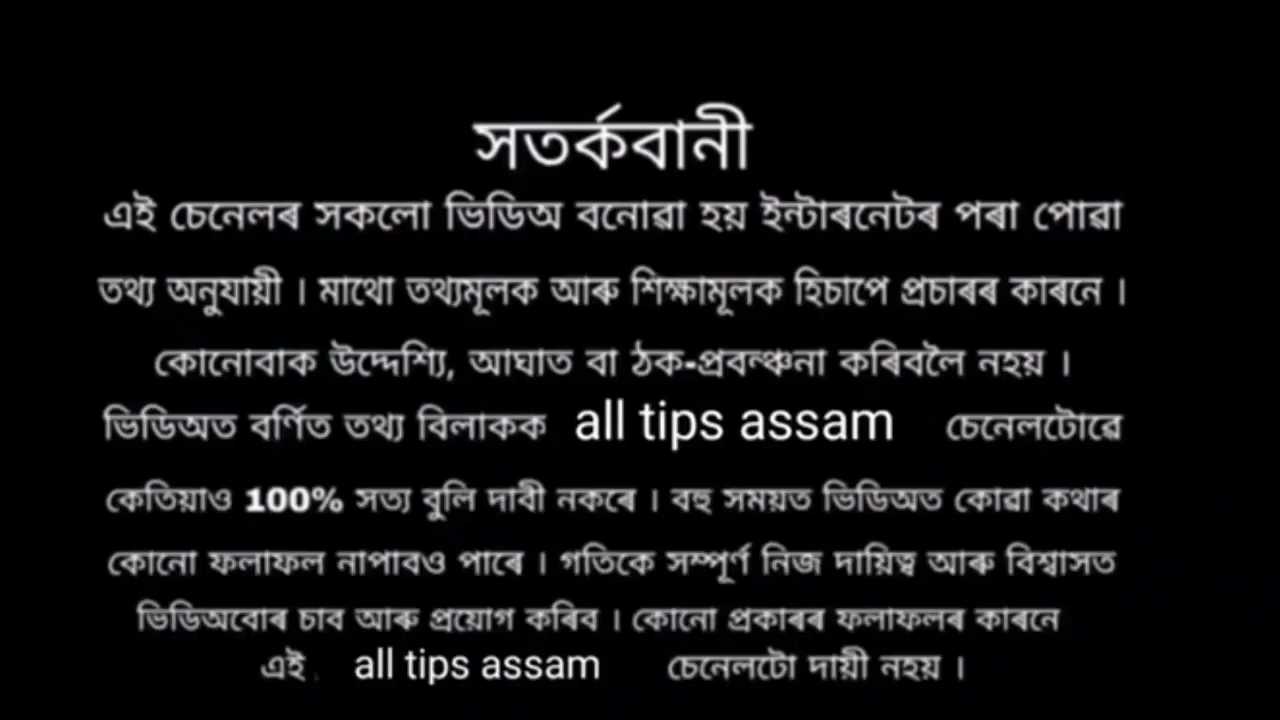 সতৰ্কবানী
এই চেনেলৰ সকলো ভিডিঅ বনোৱা হয় ইন্টাৰনেটৰ পৰা পোৱা
তথ্য অনুযায়ী । মাথো তথ্যমূলক আৰু শিক্ষামূলক হিচাপে প্ৰচাৰৰ কাৰনে ।
কোনোবাক উদ্দেশ্যি, আঘাত বা ঠক-প্ৰবঞ্চনা কৰিবলৈ নহয় ।
ভিডিঅত বৰ্ণিত তথ্য বিলাকক all tips assam চেনেলটোৱে
কেতিয়াও 100% সত্য বুলি দাবী নকৰে । বহু সময়ত ভিডিঅত কোৱা কথাৰ
কোনো ফলাফল নাপাবও পাৰে । গতিকে সম্পূৰ্ণ নিজ দায়িত্ব আৰু বিশ্বাসত
ভিডিঅবোৰ চাব আৰু প্ৰয়োগ কৰিব । কোনো প্ৰকাৰৰ ফলাফলৰ কাৰনে
এই all tips assam চেনেলটো দায়ী নহয় ।